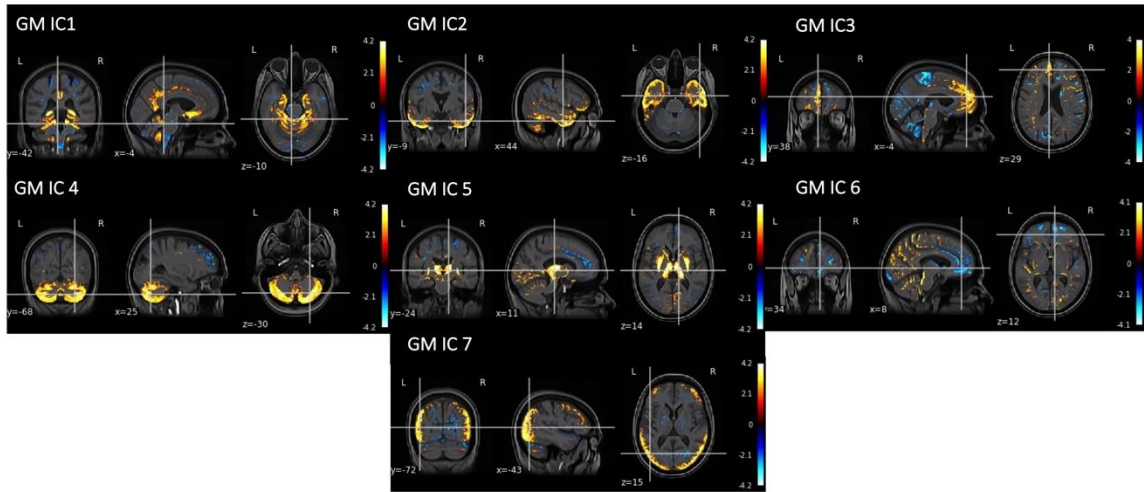 GM IC1
L R L R
y=-42 x=-4 z=-10
4.2
2.1
0
-2.1
-4.2
GM IC2
L R L R
y=-9 x=44 z=-16
4.2
2.1
0
-2.1
-4.2
GM IC3
L R L R
y=38 x=-4 z=29
4
2
0
-2
-4
GM IC 4
L R L R
y=-68 x=25 z=-30
4.2
2.1
0
-2.1
-4.2
GM IC 5
L R L R
y=-24 x=11 z=14
4.2
2.1
0
-2.1
-4.2
GM IC 6
L R L R
x=8 z=12
4.1
2.1
0
-2.1
-4.1
GM IC 7
L R L R
y=-72 x=-43 z=15
4.2
2.1
0
-2.1
-4.2